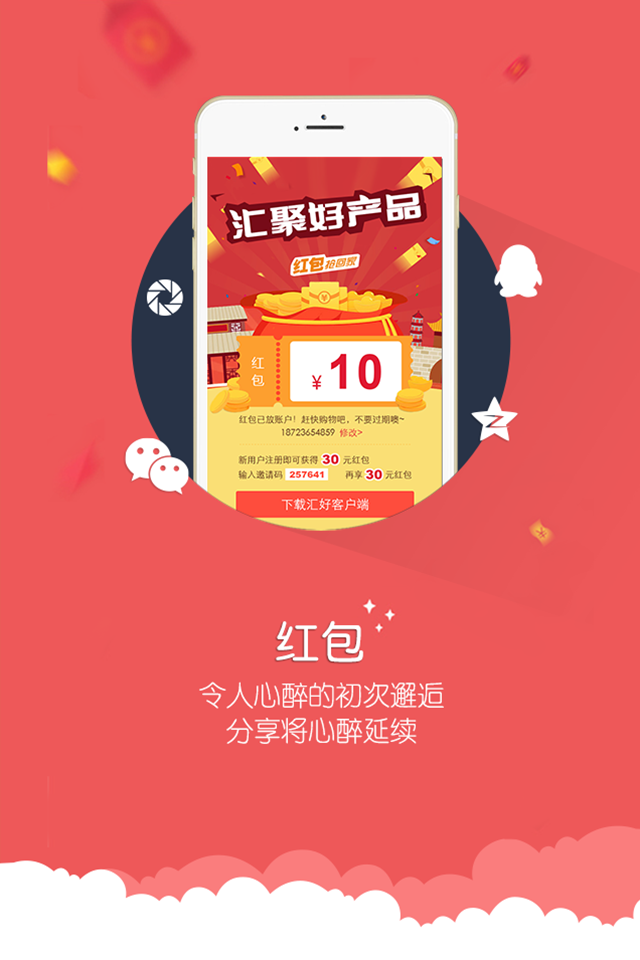 汇聚好产品
红包抢回家
红包
¥10
红包已放账户！赶快购物吧，不要过期噢~
18723654859 修改>
新用户注册即可获得 30 元红包
输入邀请码 257641 再享 30 元红包
下载汇好客户端
红包
令人心醉的初次邂逅
分享将心醉延续